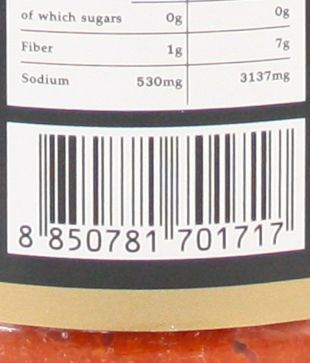 of which sugars 0g 0g
Fiber 1g 7g
Sodium 530mg 3137mg
8 850781 701717